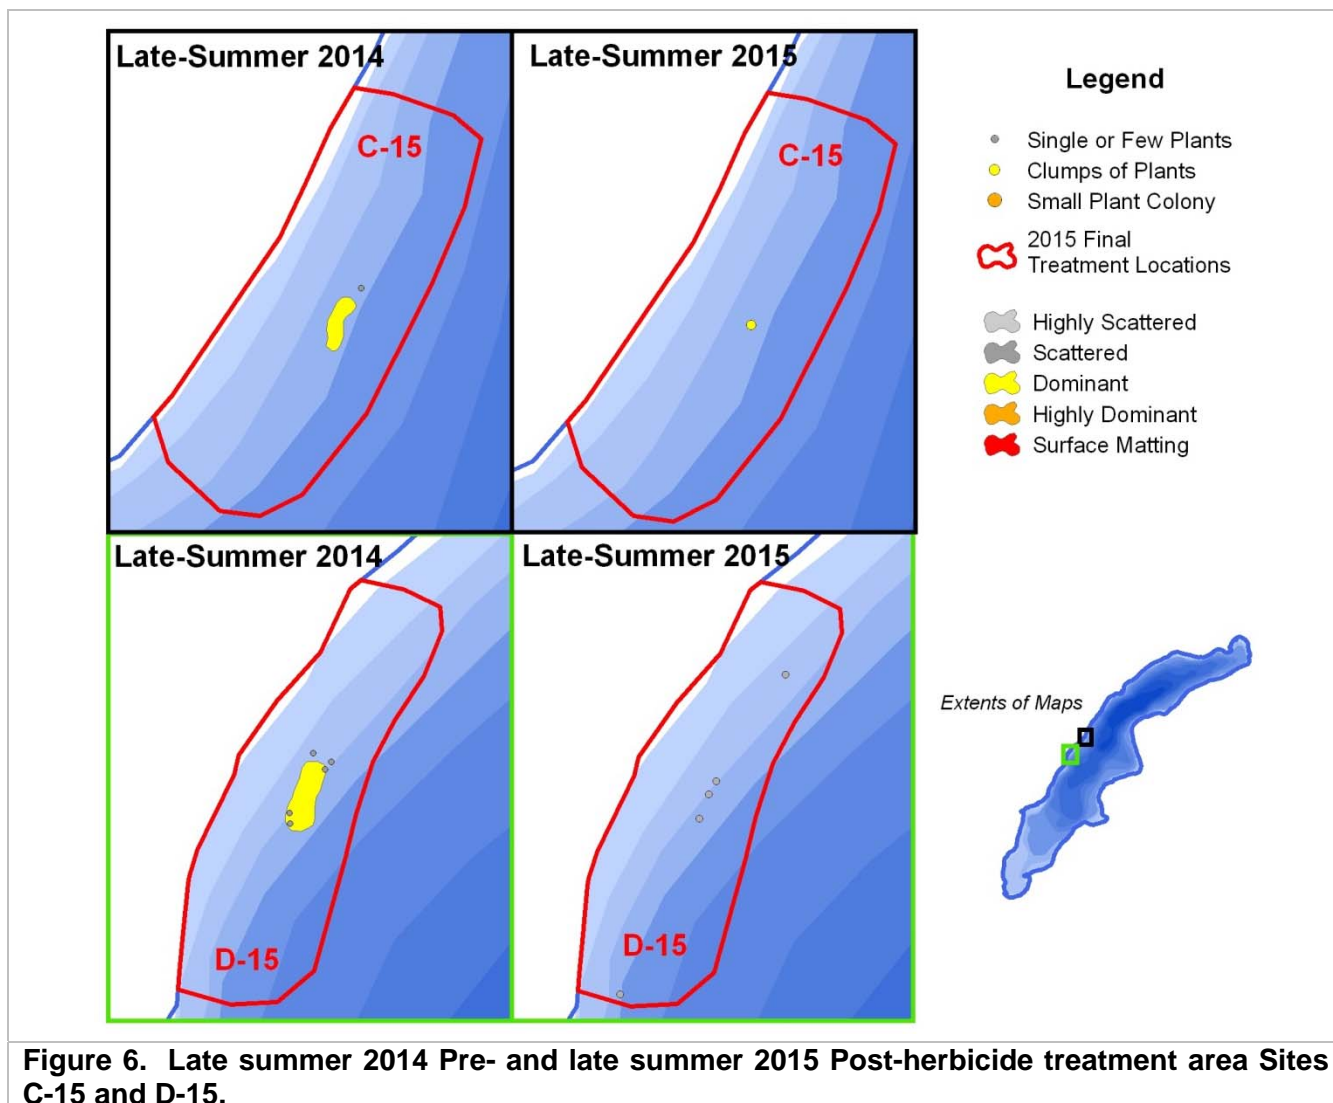 Late-Summer 2014
Late-Summer 2015
C-15
C-15
Late-Summer 2014
Late-Summer 2015
D-15
D-15
Legend
Single or Few Plants
Clumps of Plants
Small Plant Colony
2015 Final
Treatment Locations
Highly Scattered
Scattered
Dominant
Highly Dominant
Surface Matting
Extents of Maps
Figure 6. Late summer 2014 Pre- and late summer 2015 Post-herbicide treatment area Sites
C-15 and D-15.